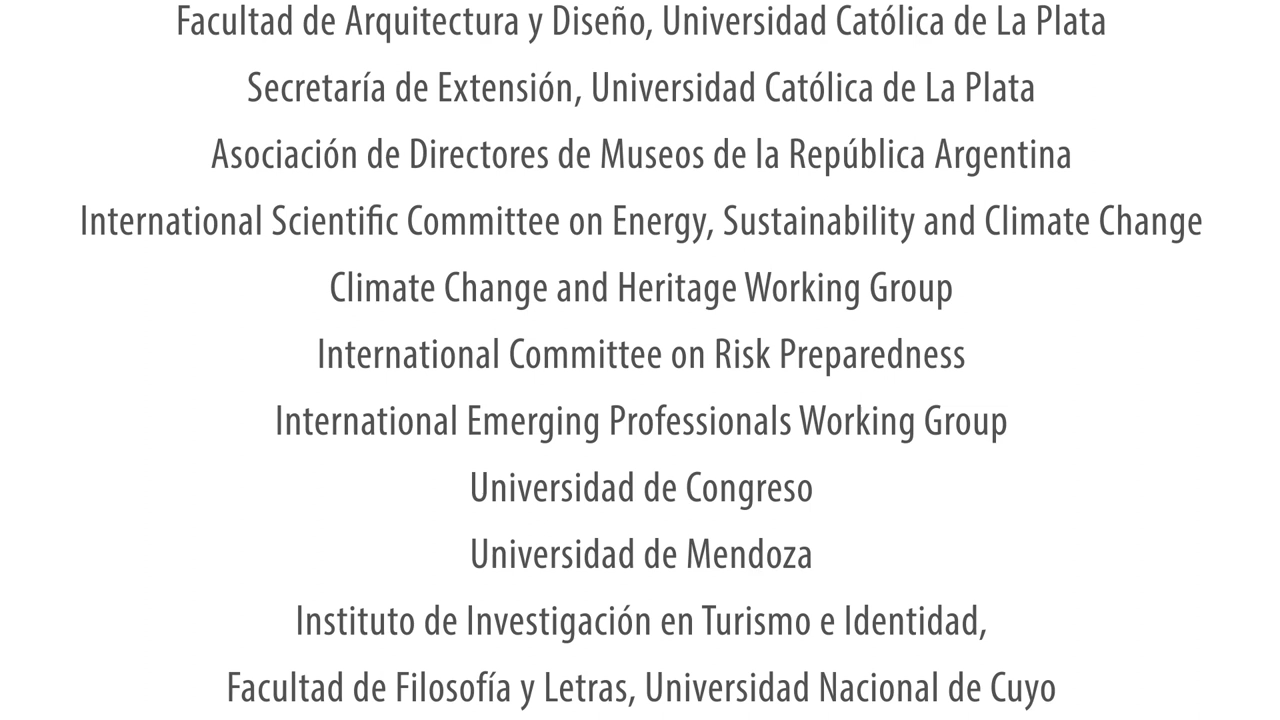 Facultad de Arquitectura y Diseño, Universidad Católica de La Plata
Secretaría de Extensión, Universidad Católica de La Plata
Asociación de Directores de Museos de la República Argentina
International Scientific Committee on Energy, Sustainability and Climate Change
Climate Change and Heritage Working Group
International Committee on Risk Preparedness
International Emerging Professionals Working Group
Universidad de Congreso
Universidad de Mendoza
Instituto de Investigación en Turismo e Identidad,
Facultad de Filosofía y Letras, Universidad Nacional de Cuyo